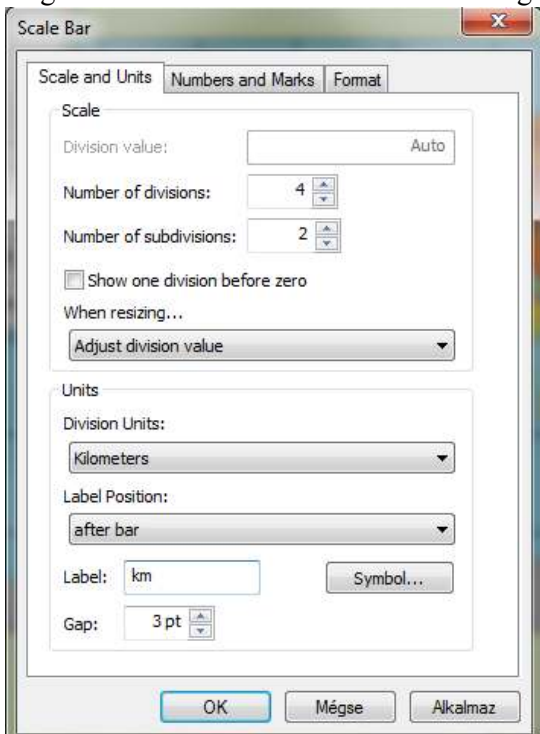 Scale Bar
Scale and Units Numbers and Marks Format
Scale
Division value: Auto
Number of divisions: 4
Number of subdivisions: 2
Show one division before zero
When resizing...
Adjust division value
Units
Division Units:
Kilometers
Label Position:
after bar
Label: km Symbol...
Gap: 3 pt
OK Mégse Alkalmaz